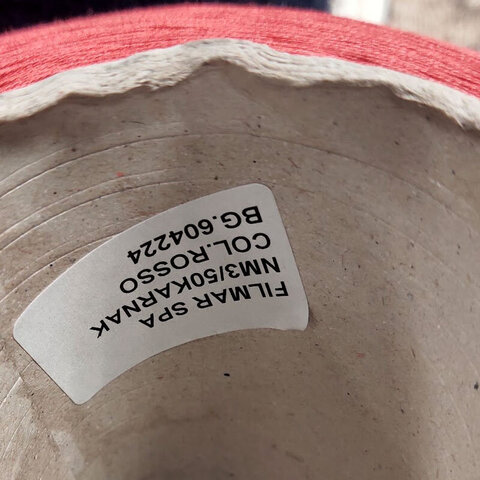 FILMAR SPA
NM3/50KARNAK
COL.ROSSO
BG.604224